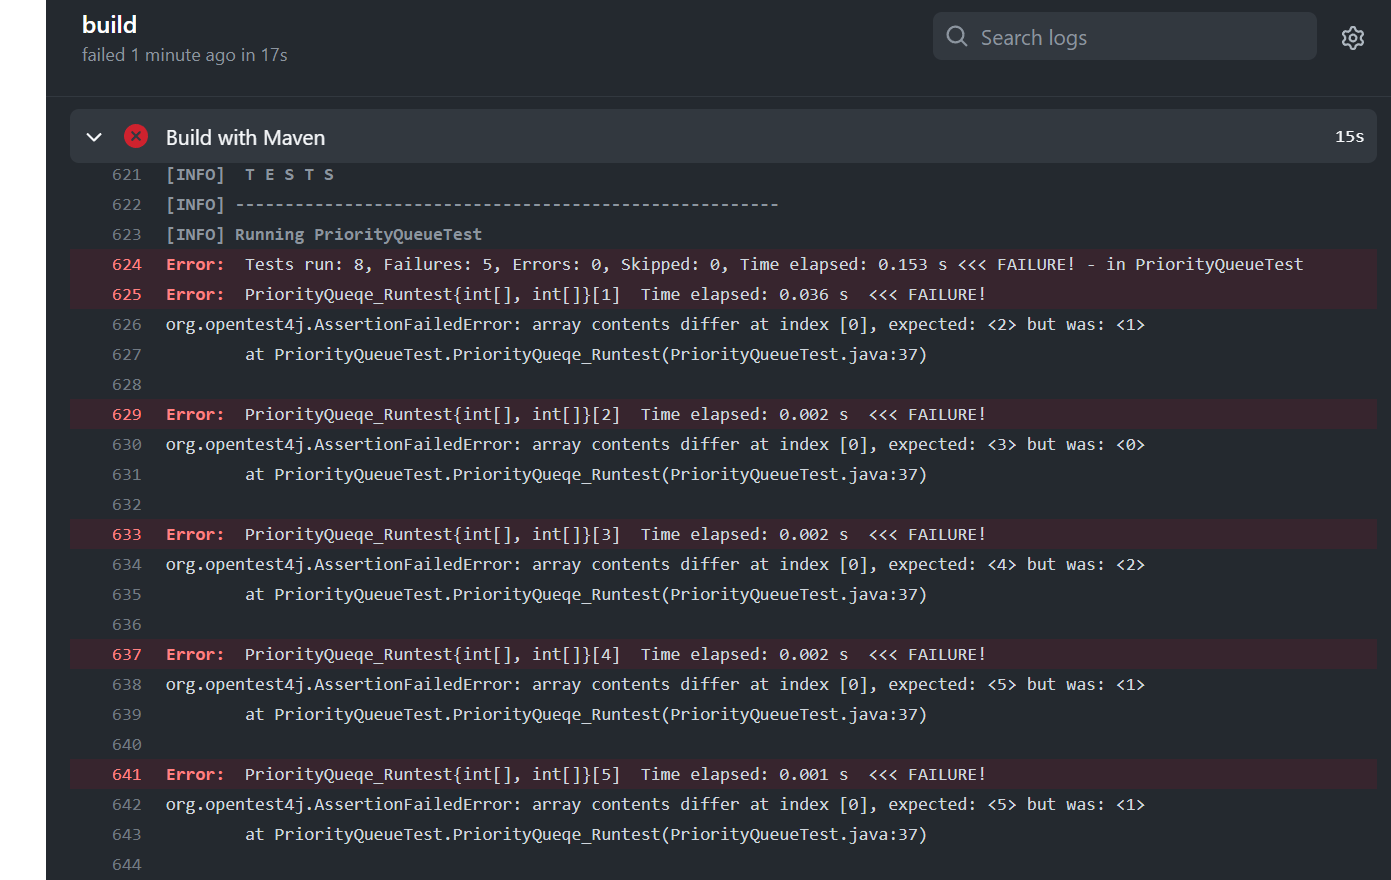 build
failed 1 minute ago in 17s
Search logs
Build with Maven
15s
621 [INFO]  T E S T S
622 [INFO] -------------------------------------------------------
623 [INFO] Running PriorityQueueTest
624 Error:  Tests run: 8, Failures: 5, Errors: 0, Skipped: 0, Time elapsed: 0.153 s <<< FAILURE! - in PriorityQueueTest
625 Error:  PriorityQueqe_Runtest{int[], int[]}[1]  Time elapsed: 0.036 s  <<< FAILURE!
626 org.opentest4j.AssertionFailedError: array contents differ at index [0], expected: <2> but was: <1>
627         at PriorityQueueTest.PriorityQueqe_Runtest(PriorityQueueTest.java:37)
628
629 Error:  PriorityQueqe_Runtest{int[], int[]}[2]  Time elapsed: 0.002 s  <<< FAILURE!
630 org.opentest4j.AssertionFailedError: array contents differ at index [0], expected: <3> but was: <0>
631         at PriorityQueueTest.PriorityQueqe_Runtest(PriorityQueueTest.java:37)
632
633 Error:  PriorityQueqe_Runtest{int[], int[]}[3]  Time elapsed: 0.002 s  <<< FAILURE!
634 org.opentest4j.AssertionFailedError: array contents differ at index [0], expected: <4> but was: <2>
635         at PriorityQueueTest.PriorityQueqe_Runtest(PriorityQueueTest.java:37)
636
637 Error:  PriorityQueqe_Runtest{int[], int[]}[4]  Time elapsed: 0.002 s  <<< FAILURE!
638 org.opentest4j.AssertionFailedError: array contents differ at index [0], expected: <5> but was: <1>
639         at PriorityQueueTest.PriorityQueqe_Runtest(PriorityQueueTest.java:37)
640
641 Error:  PriorityQueqe_Runtest{int[], int[]}[5]  Time elapsed: 0.001 s  <<< FAILURE!
642 org.opentest4j.AssertionFailedError: array contents differ at index [0], expected: <5> but was: <1>
643         at PriorityQueueTest.PriorityQueqe_Runtest(PriorityQueueTest.java:37)
644